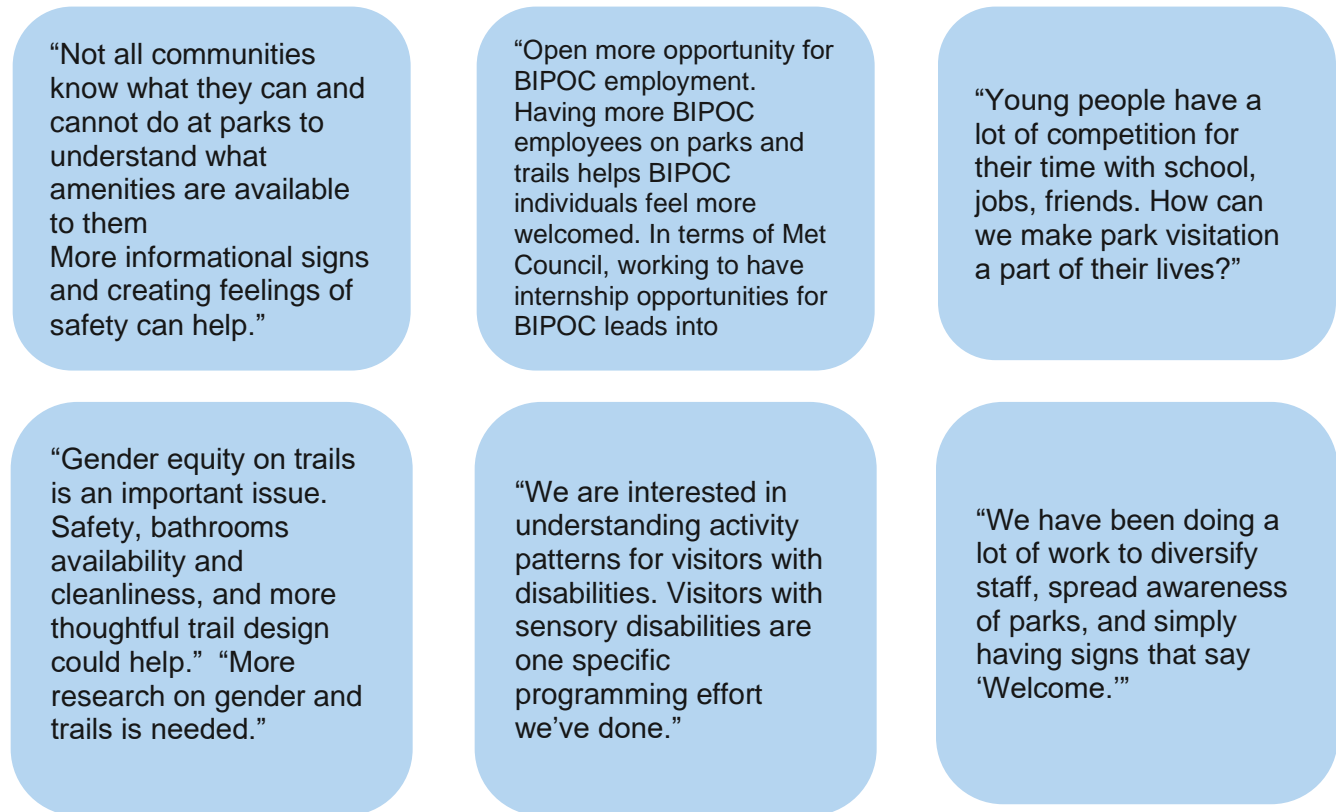 “Not all communities
know what they can and
cannot do at parks to
understand what
amenities are available
to them
More informational signs
and creating feelings of
safety can help.”
“Open more opportunity for
BIPOC employment.
Having more BIPOC
employees on parks and
trails helps BIPOC
individuals feel more
welcomed. In terms of Met
Council, working to have
internship opportunities for
BIPOC leads into
“Young people have a
lot of competition for
their time with school,
jobs, friends. How can
we make park visitation
a part of their lives?”
“Gender equity on trails
is an important issue.
Safety, bathrooms
availability and
cleanliness, and more
thoughtful trail design
could help.”  “More
research on gender and
trails is needed.”
“We are interested in
understanding activity
patterns for visitors with
disabilities. Visitors with
sensory disabilities are
one specific
programming effort
we’ve done.”
“We have been doing a
lot of work to diversify
staff, spread awareness
of parks, and simply
having signs that say
‘Welcome.’”